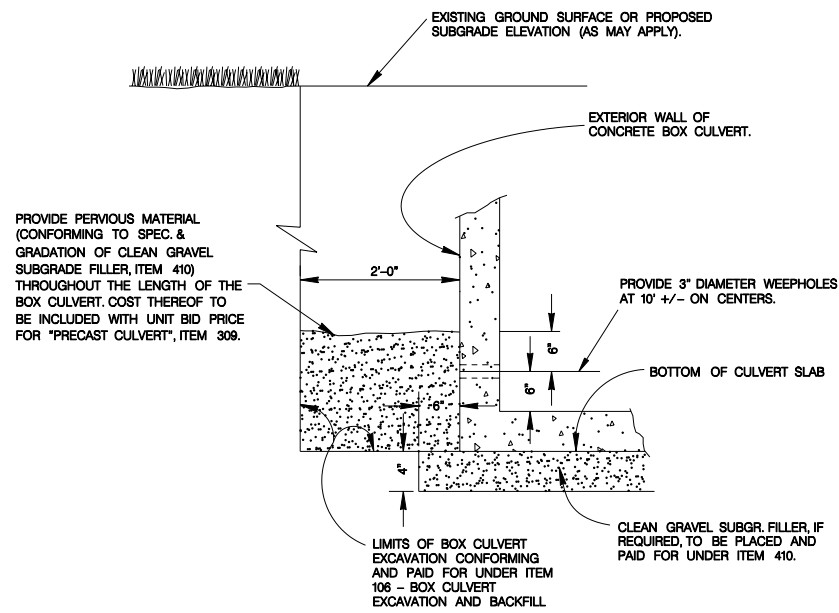 EXISTING GROUND SURFACE OR PROPOSED
SUBGRADE ELEVATION (AS MAY APPLY).
EXTERIOR WALL OF
CONCRETE BOX CULVERT.
PROVIDE PERVIOUS MATERIAL
(CONFORMING TO SPEC. &
GRADATION OF CLEAN GRAVEL
SUBGRADE FILLER, ITEM 410)
THROUGHOUT THE LENGTH OF THE
BOX CULVERT. COST THEREOF TO
BE INCLUDED WITH UNIT BID PRICE
FOR "PRECAST CULVERT", ITEM 309.
2'-0"
PROVIDE 3" DIAMETER WEEPHOLES
AT 10' +/- ON CENTERS.
6"
6"
BOTTOM OF CULVERT SLAB
6"
4"
LIMITS OF BOX CULVERT
EXCAVATION CONFORMING
AND PAID FOR UNDER ITEM
106 - BOX CULVERT
EXCAVATION AND BACKFILL
CLEAN GRAVEL SUBGR. FILLER, IF
REQUIRED, TO BE PLACED AND
PAID FOR UNDER ITEM 410.